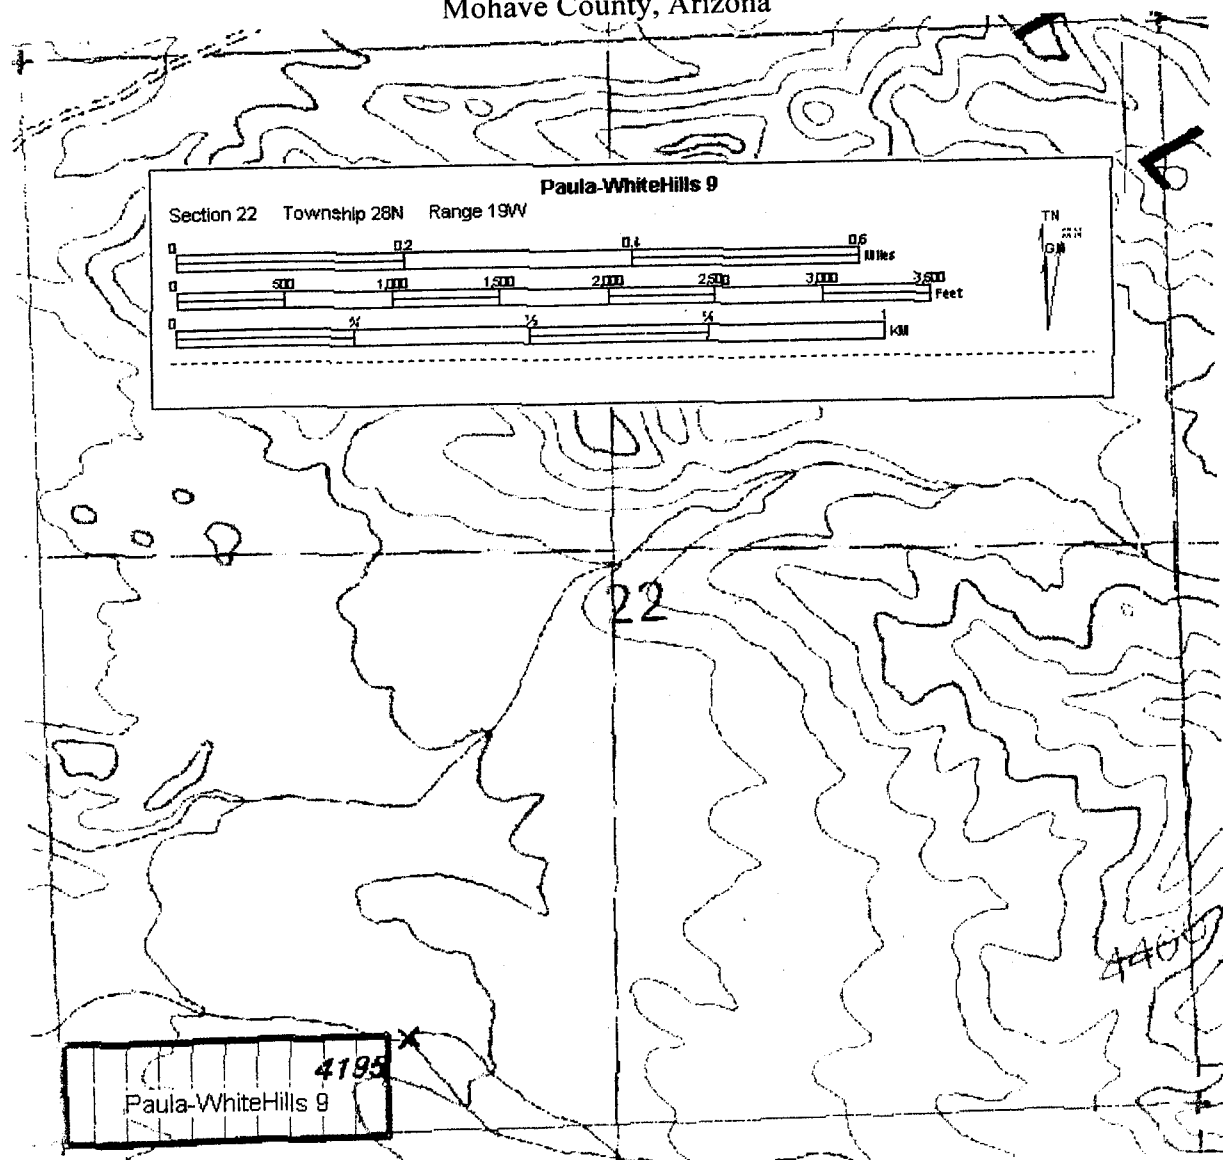 Mohave County, Arizona
Paula-WhiteHills 9
Section 22 Township 28N Range 19W
TN
GM
0 0.2 0.4 0.6
Miles
0 500 1,000 1,500 2,000 2,500 3,000 3,600
Feet
0 ¼ ½ ¾ 1
KM
22
4400
4195
Paula-WhiteHills 9